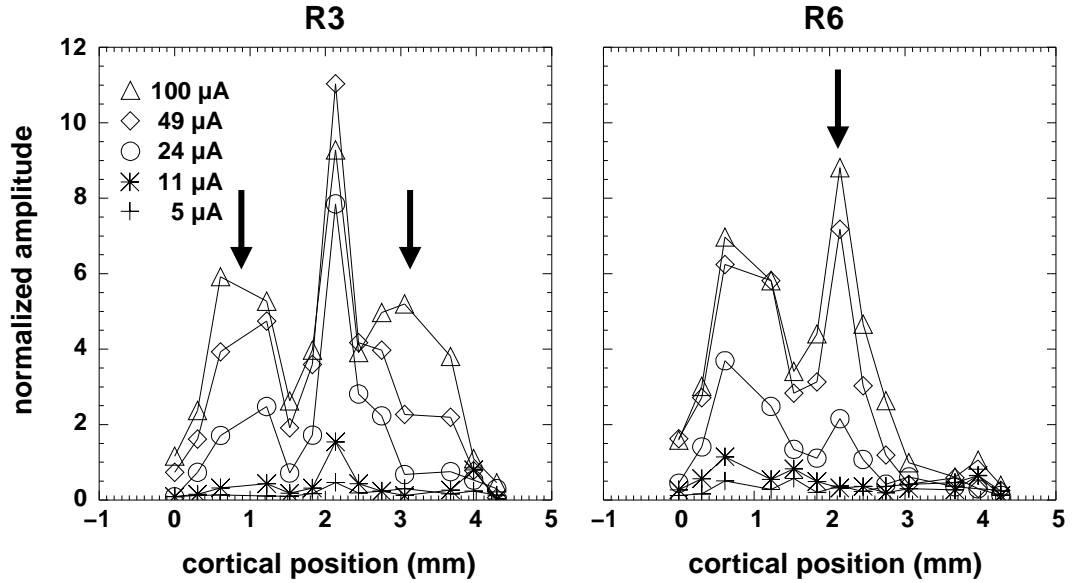 R3
R6
normalized amplitude
12
10
8
6
4
2
0
100 µA
49 µA
24 µA
11 µA
5 µA
−1
0
1
2
3
4
5
−1
0
1
2
3
4
5
cortical position (mm)
cortical position (mm)